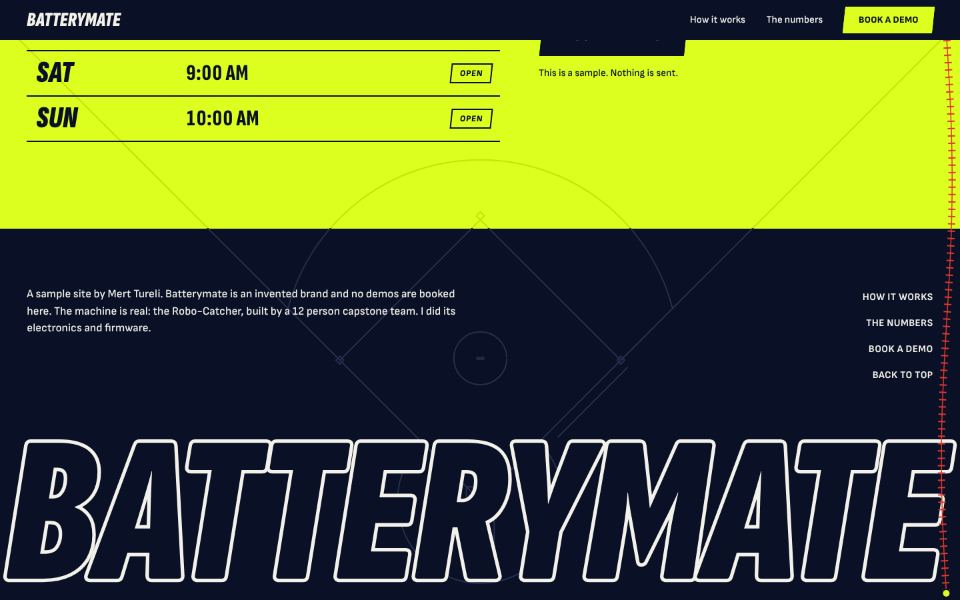 BATTERYMATE
How it works
The numbers
BOOK A DEMO
SAT 9:00 AM OPEN
SUN 10:00 AM OPEN
This is a sample. Nothing is sent.
A sample site by Mert Tureli. Batterymate is an invented brand and no demos are booked
here. The machine is real: the Robo-Catcher, built by a 12 person capstone team. I did its
electronics and firmware.
HOW IT WORKS
THE NUMBERS
BOOK A DEMO
BACK TO TOP
BATTERYMATE